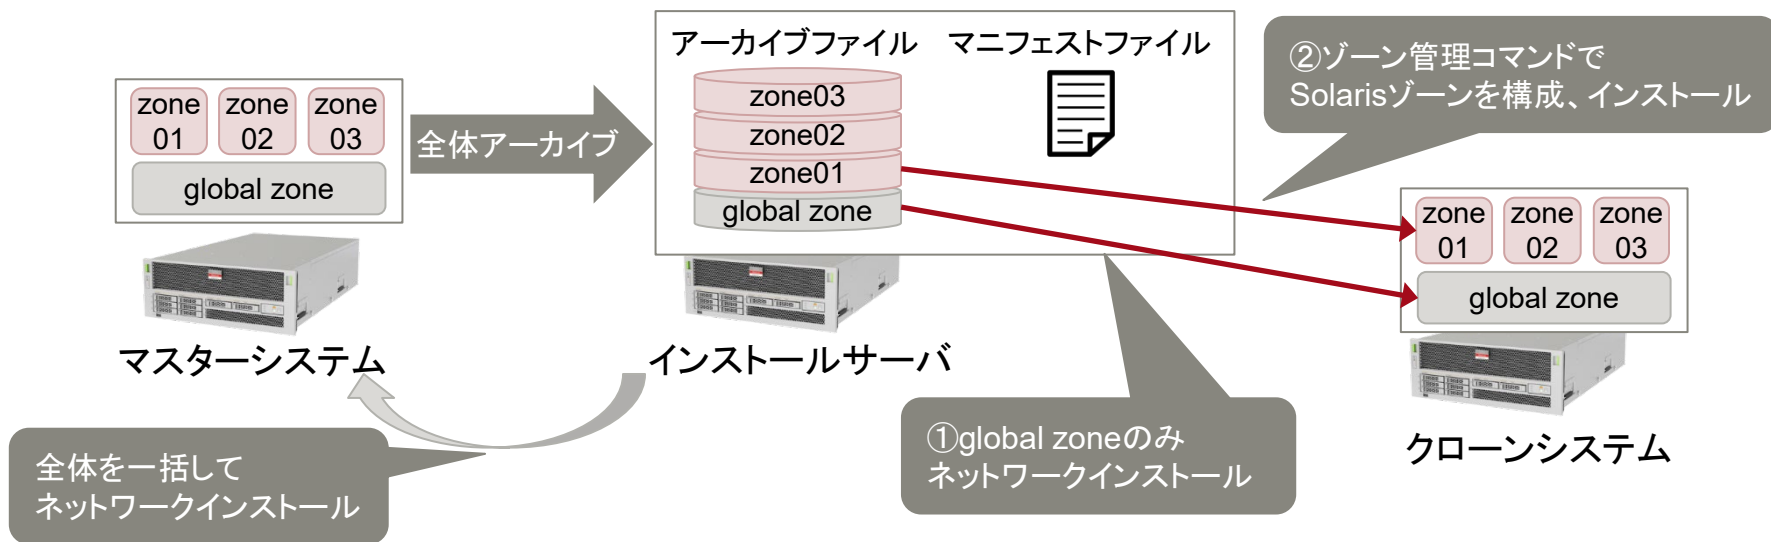 zone
01
zone
02
zone
03
global zone
マスターシステム
全体アーカイブ
アーカイブファイル
マニフェストファイル
zone03
zone02
zone01
global zone
インストールサーバ
②ゾーン管理コマンドで
Solarisゾーンを構成、インストール
zone
01
zone
02
zone
03
global zone
クローンシステム
全体を一括して
ネットワークインストール
①global zoneのみ
ネットワークインストール